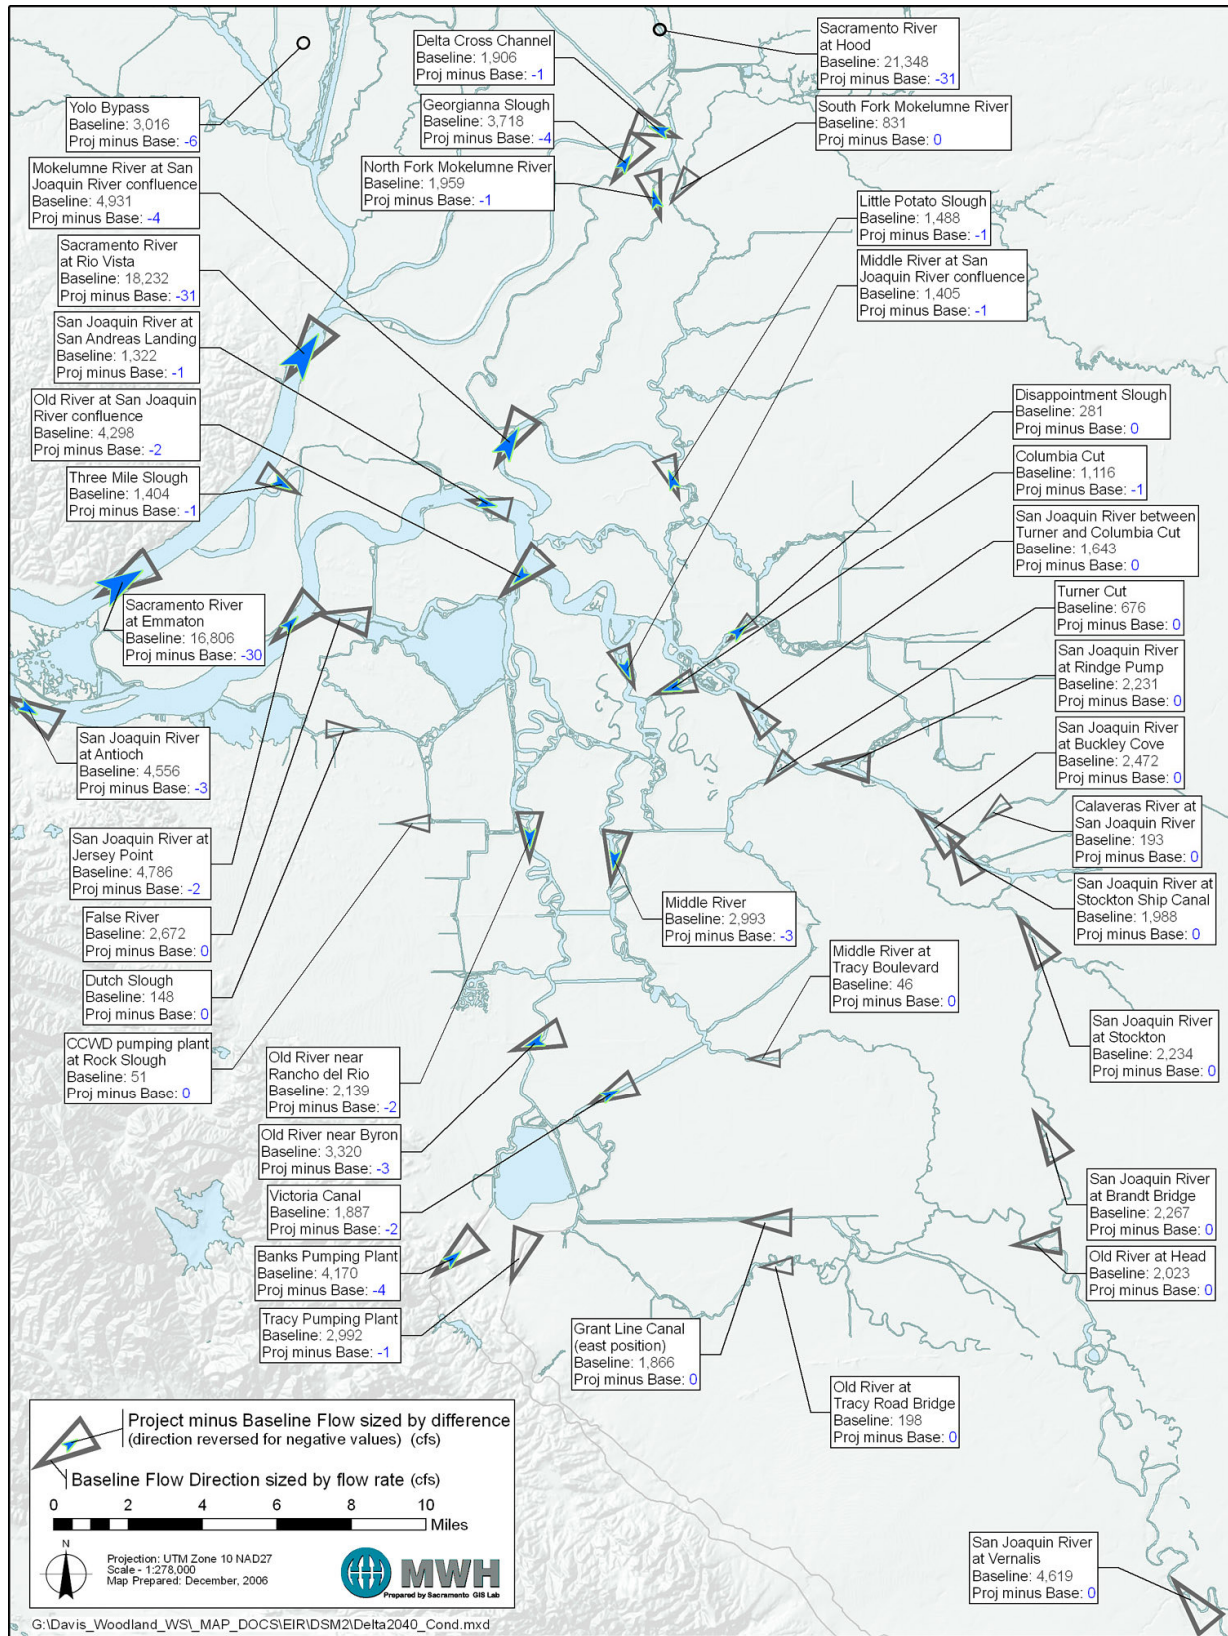 Delta Cross Channel
Baseline: 1,906
Proj minus Base: -1
Sacramento River
at Hood
Baseline: 21,348
Proj minus Base: -31
Yolo Bypass
Baseline: 3,016
Proj minus Base: -6
Georgianna Slough
Baseline: 3,718
Proj minus Base: -4
South Fork Mokelumne River
Baseline: 831
Proj minus Base: 0
Mokelumne River at San
Joaquin River confluence
Baseline: 4,931
Proj minus Base: -4
North Fork Mokelumne River
Baseline: 1,959
Proj minus Base: -1
Little Potato Slough
Baseline: 1,488
Proj minus Base: -1
Sacramento River
at Rio Vista
Baseline: 18,232
Proj minus Base: -31
Middle River at San
Joaquin River confluence
Baseline: 1,405
Proj minus Base: -1
San Joaquin River at
San Andreas Landing
Baseline: 1,322
Proj minus Base: -1
Old River at San Joaquin
River confluence
Baseline: 4,298
Proj minus Base: -2
Disappointment Slough
Baseline: 281
Proj minus Base: 0
Three Mile Slough
Baseline: 1,404
Proj minus Base: -1
Columbia Cut
Baseline: 1,116
Proj minus Base: -1
San Joaquin River between
Turner and Columbia Cut
Baseline: 1,643
Proj minus Base: 0
Sacramento River
at Emmaton
Baseline: 16,806
Proj minus Base: -30
Turner Cut
Baseline: 676
Proj minus Base: 0
San Joaquin River
at Rindge Pump
Baseline: 2,231
Proj minus Base: 0
San Joaquin River
at Antioch
Baseline: 4,556
Proj minus Base: -3
San Joaquin River
at Buckley Cove
Baseline: 2,472
Proj minus Base: 0
Calaveras River at
San Joaquin River
Baseline: 193
Proj minus Base: 0
San Joaquin River at
Jersey Point
Baseline: 4,786
Proj minus Base: -2
San Joaquin River at
Stockton Ship Canal
Baseline: 1,988
Proj minus Base: 0
False River
Baseline: 2,672
Proj minus Base: 0
Middle River
Baseline: 2,993
Proj minus Base: -3
Dutch Slough
Baseline: 148
Proj minus Base: 0
Middle River at
Tracy Boulevard
Baseline: 46
Proj minus Base: 0
CCWD pumping plant
at Rock Slough
Baseline: 51
Proj minus Base: 0
San Joaquin River
at Stockton
Baseline: 2,234
Proj minus Base: 0
Old River near
Rancho del Rio
Baseline: 2,139
Proj minus Base: -2
Old River near Byron
Baseline: 3,320
Proj minus Base: -3
San Joaquin River
at Brandt Bridge
Baseline: 2,267
Proj minus Base: 0
Victoria Canal
Baseline: 1,887
Proj minus Base: -2
Old River at Head
Baseline: 2,023
Proj minus Base: 0
Banks Pumping Plant
Baseline: 4,170
Proj minus Base: -4
Tracy Pumping Plant
Baseline: 2,992
Proj minus Base: -1
Grant Line Canal
(east position)
Baseline: 1,866
Proj minus Base: 0
Old River at
Tracy Road Bridge
Baseline: 198
Proj minus Base: 0
San Joaquin River
at Vernalis
Baseline: 4,619
Proj minus Base: 0
Project minus Baseline Flow sized by difference
(direction reversed for negative values) (cfs)
Baseline Flow Direction sized by flow rate (cfs)
0 2 4 6 8 10
Miles
N
Projection: UTM Zone 10 NAD27
Scale - 1:278,000
Map Prepared: December, 2006
MWH
Prepared by Sacramento GIS Lab
G:\Davis_Woodland_WS\_MAP_DOCS\EIR\DSM2\Delta2040_Cond.mxd